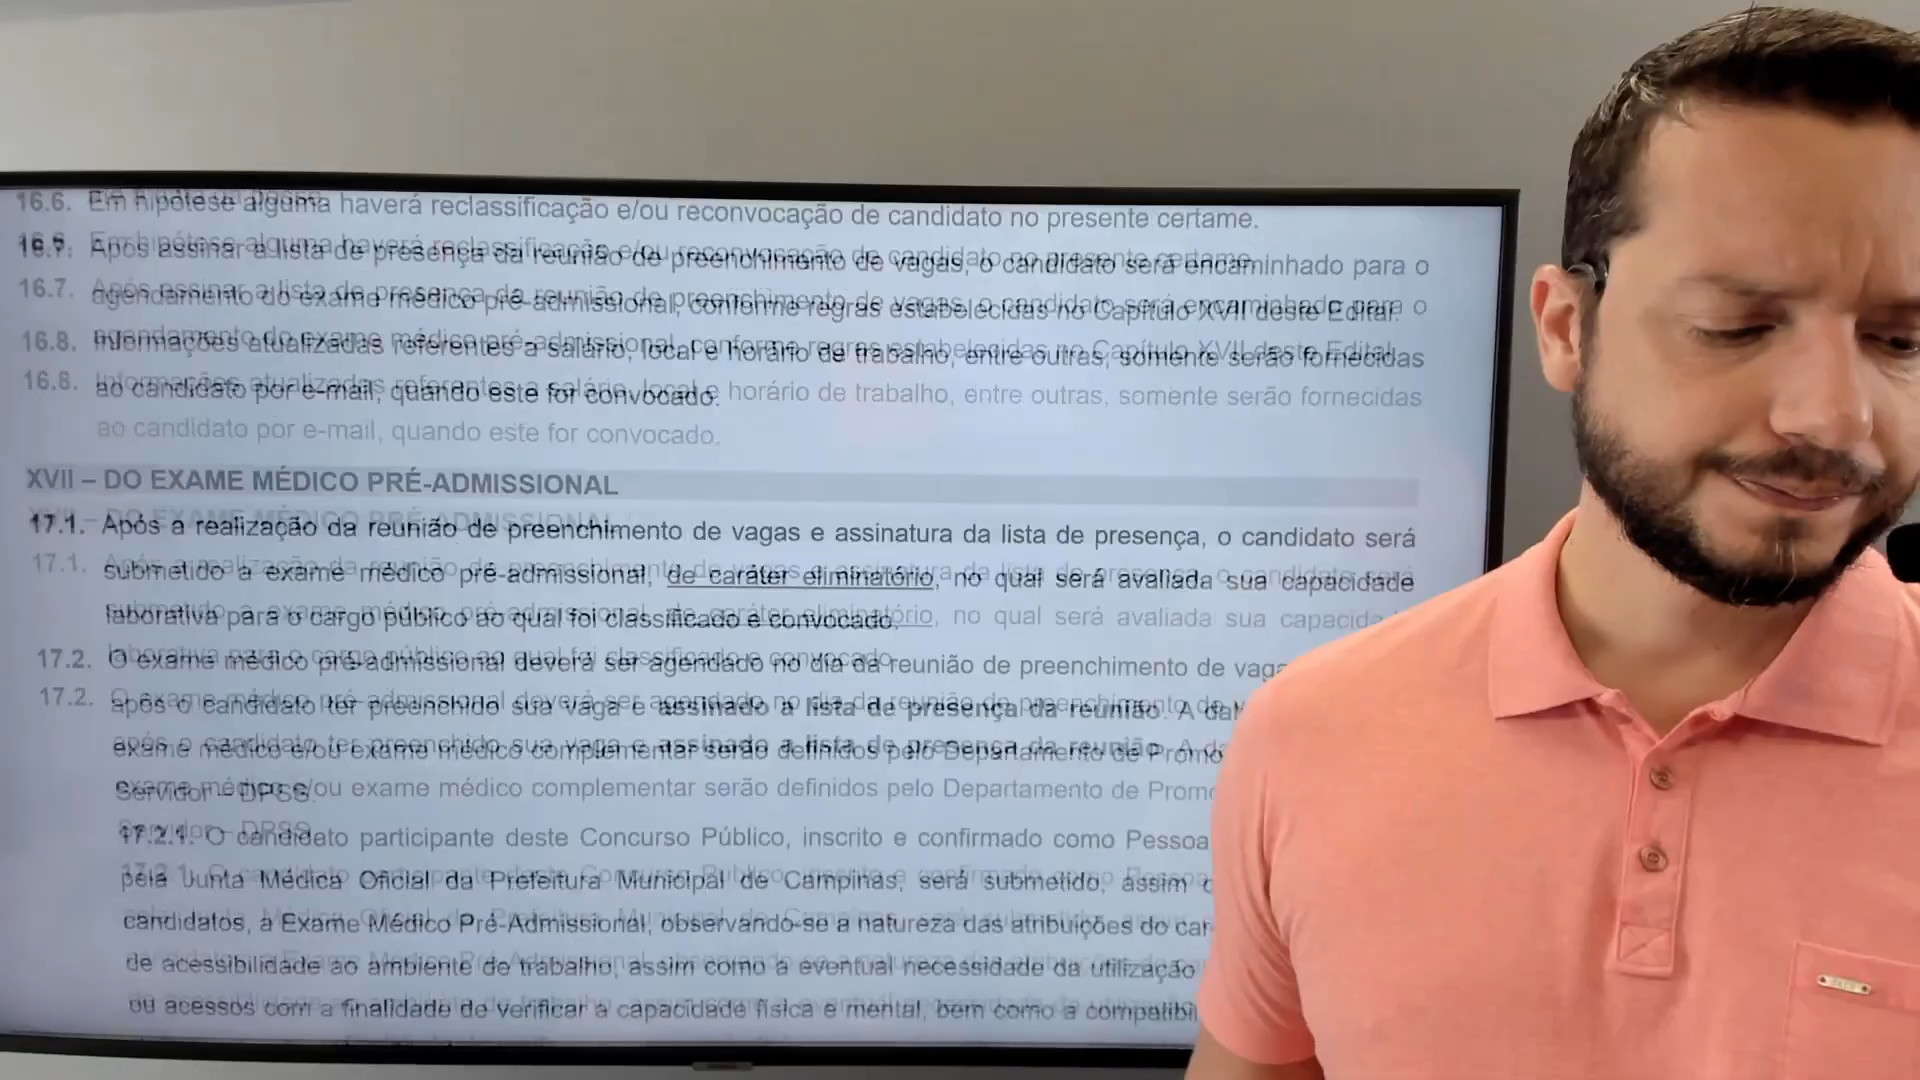 16.6. Em hipótese alguma haverá reclassificação e/ou reconvocação de candidato no presente certame.
16.7. Após assinar a lista de presença da reunião de preenchimento de vagas, o candidato será encaminhado para o
agendamento do exame médico pré-admissional, conforme regras estabelecidas no Capítulo XVII deste Edital.
16.8. Informações atualizadas referentes a salário, local e horário de trabalho, entre outras, somente serão fornecidas
ao candidato por e-mail, quando este for convocado.
XVII – DO EXAME MÉDICO PRÉ-ADMISSIONAL
17.1. Após a realização da reunião de preenchimento de vagas e assinatura da lista de presença, o candidato será
submetido a exame médico pré-admissional, de caráter eliminatório, no qual será avaliada sua capacidade
laborativa para o cargo público ao qual foi classificado e convocado.
17.2. O exame médico pré-admissional deverá ser agendado no dia da reunião de preenchimento de
após o candidato ter preenchido sua vaga e assinado a lista de presença da reunião. A
exame médico e/ou exame médico complementar serão definidos pelo Departamento de
Servidor – DPSS.
17.2.1. O candidato participante deste Concurso Público, inscrito e confirmado como Pessoa
pela Junta Médica Oficial da Prefeitura Municipal de Campinas, será submetido, assim
candidatos, a Exame Médico Pré-Admissional, observando-se a natureza das atribuições do
de acessibilidade ao ambiente de trabalho, assim como a eventual necessidade da utilização
ou acessos com a finalidade de verificar a capacidade física e mental, bem como a